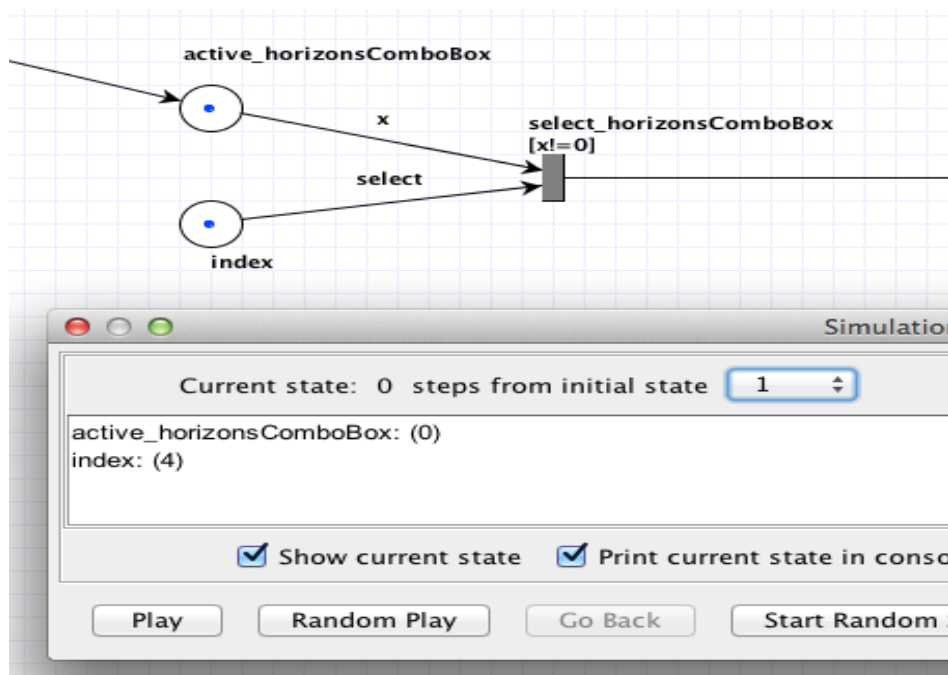 active_horizonsComboBox
x
select_horizonsComboBox
[x!=0]
select
index
Simulatio
Current state: 0 steps from initial state 1
active_horizonsComboBox: (0)
index: (4)
Show current state Print current state in conso
Play Random Play Go Back Start Random